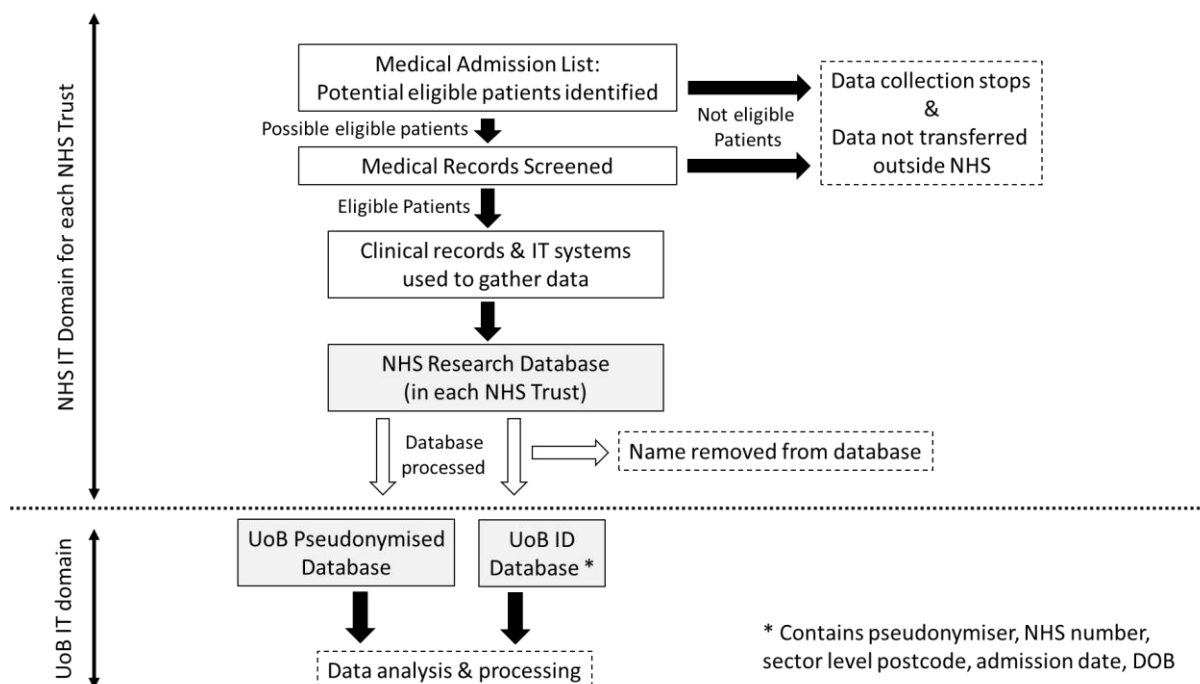 NHS IT Domain for each NHS Trust
Medical Admission List:
Potential eligible patients identified
Data collection stops
&
Data not transferred
outside NHS
Not eligible
Patients
Possible eligible patients
Medical Records Screened
Eligible Patients
Clinical records & IT systems
used to gather data
NHS Research Database
(in each NHS Trust)
Database
processed
Name removed from database
UoB IT domain
UoB Pseudonymised
Database
UoB ID
Database *
Data analysis & processing
* Contains pseudonymiser, NHS number,
sector level postcode, admission date, DOB